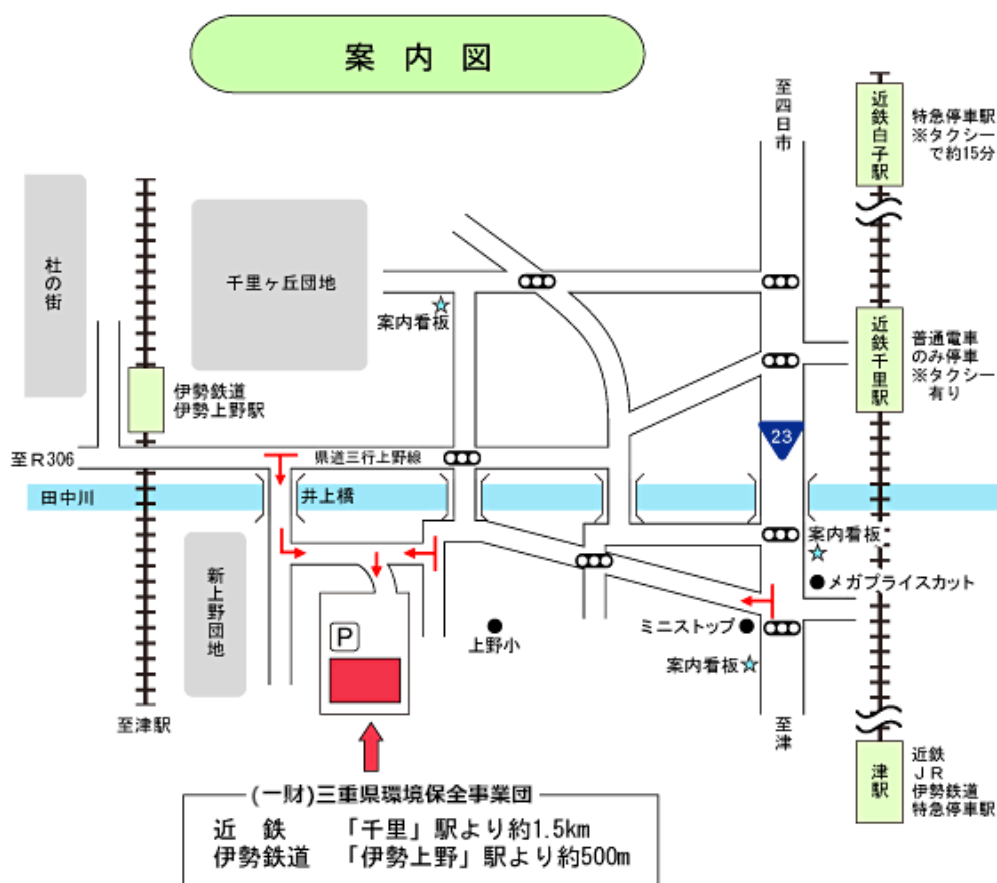 案 内 図
至四日市
近鉄白子駅
特急停車駅
※タクシー
で約15分
杜の街
千里ヶ丘団地
案内看板
近鉄千里駅
普通電車
のみ停車
※タクシー
有り
伊勢鉄道
伊勢上野駅
23
至R306
県道三行上野線
田中川
井上橋
案内看板
メガプライスカット
新上野団地
P
上野小
ミニストップ
案内看板
至津駅
至津
津駅
近鉄
JR
伊勢鉄道
特急停車駅
(一財)三重県環境保全事業団
近 鉄 「千里」駅より約1.5km
伊勢鉄道 「伊勢上野」駅より約500m